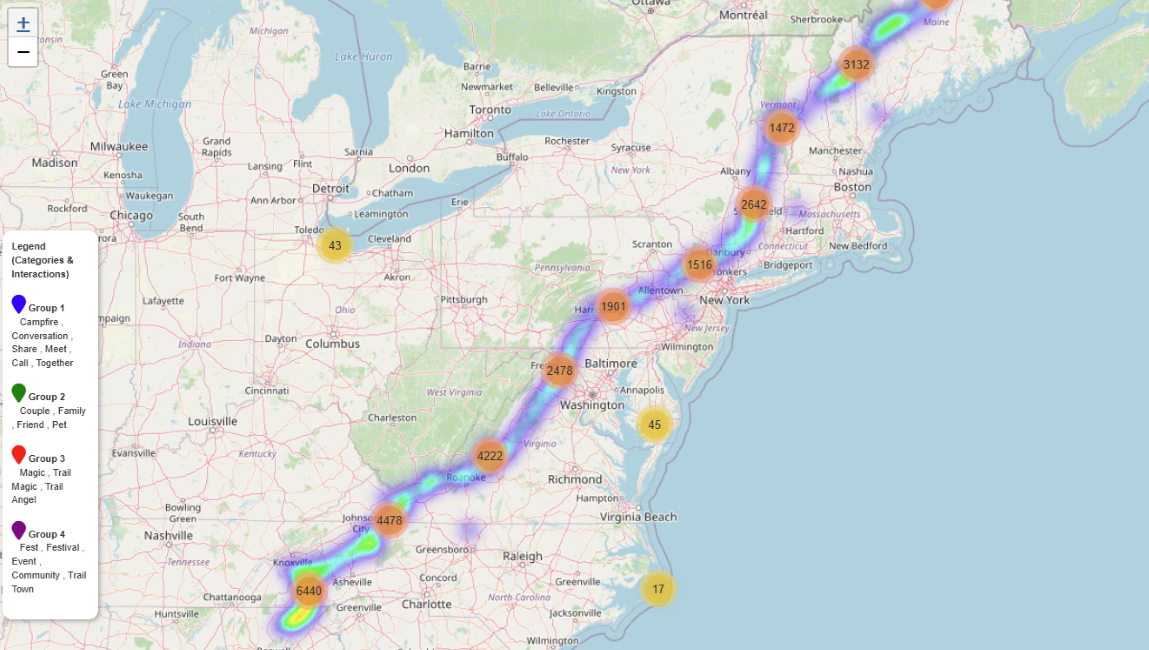 +
−
Legend
(Categories &
Interactions)
Group 1
Campfire ,
Conversation ,
Share , Meet ,
Call , Together
Group 2
Couple , Family
, Friend , Pet
Group 3
Magic , Trail
Magic , Trail
Angel
Group 4
Fest , Festival ,
Event ,
Community , Trail
Town
Ottawa
Montréal
Sherbrooke
Maine
Michigan
Lake Huron
Barrie
Newmarket
Belleville
Kingston
3132
Green
Bay
Lake Michigan
Toronto
Lake Ontario
Vermont
1472
Hamilton
Rochester
Syracuse
Grand
Rapids
Milwaukee
Madison
Lansing
Flint
Sarnia
London
Buffalo
New York
Albany
Manchester
Nashua
Boston
Kenosha
Waukegan
Detroit
Chatham
Ann Arbor
Leamington
Erie
2642
Massachusetts
Rockford
Chicago
South
Bend
Toledo
43
Cleveland
Scranton
Hartford
Connecticut
New Bedford
1516
Bridgeport
Fort Wayne
Akron
Pennsylvania
Allentown
New York
Lafayette
Ohio
Pittsburgh
1901
New Jersey
Indiana
Dayton
Columbus
Wilmington
2478
Baltimore
Cincinnati
West Virginia
Annapolis
Washington
Louisville
Charleston
45
Evansville
Kentucky
4222
Virginia
Roanoke
Richmond
Hampton
Bowling
Green
4478
Virginia Beach
Nashville
Greensboro
Raleigh
Tennessee
Knoxville
Asheville
Concord
Greenville
17
6440
Chattanooga
Greenville
Charlotte
North Carolina
Jacksonville
Huntsville
Wilmington